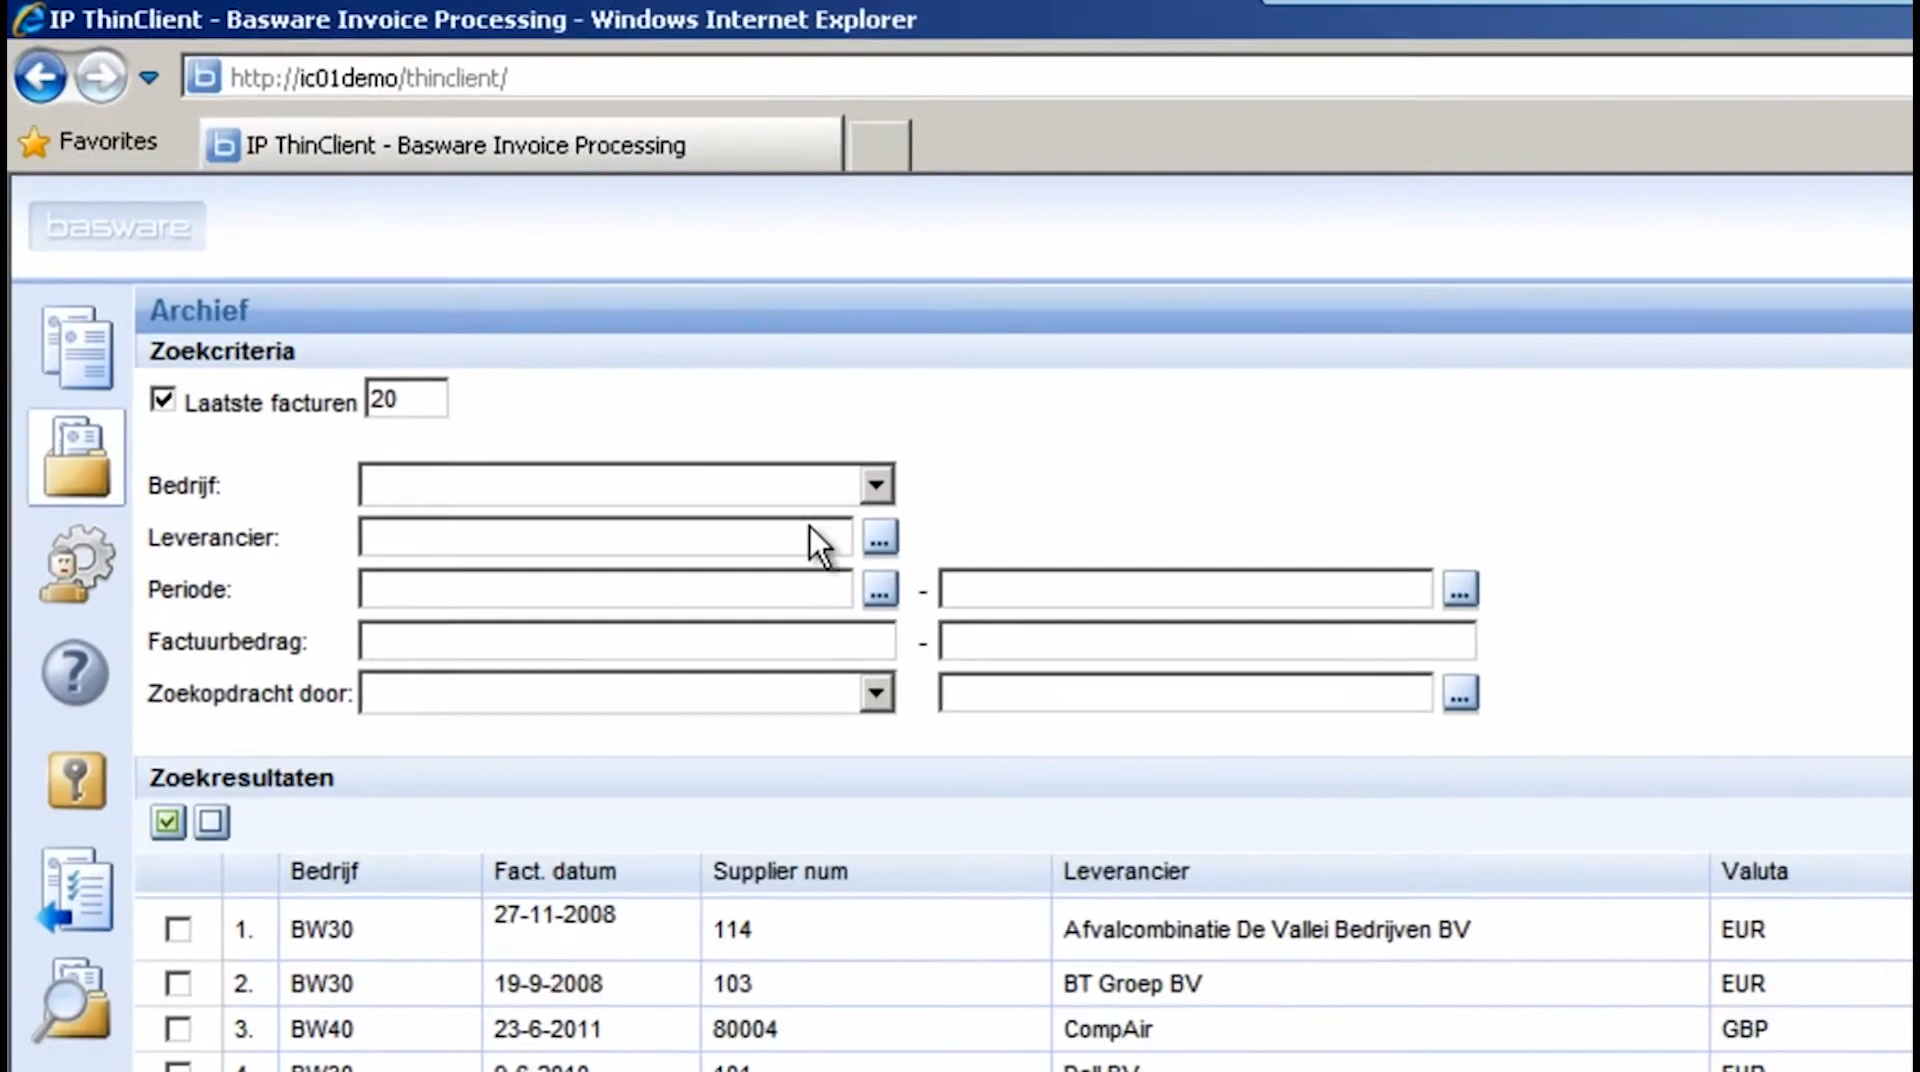 IP ThinClient - Basware Invoice Processing - Windows Internet Explorer
http://ic01demo/thinclient/
Favorites
IP ThinClient - Basware Invoice Processing
basware
Archief
Zoekcriteria
Laatste facturen 20
Bedrijf:
Leverancier: ...
Periode: ... - ...
Factuurbedrag: -
Zoekopdracht door: ...
Zoekresultaten
Bedrijf Fact. datum Supplier num Leverancier Valuta
1. BW30 27-11-2008 114 Afvalcombinatie De Vallei Bedrijven BV EUR
2. BW30 19-9-2008 103 BT Groep BV EUR
3. BW40 23-6-2011 80004 CompAir GBP